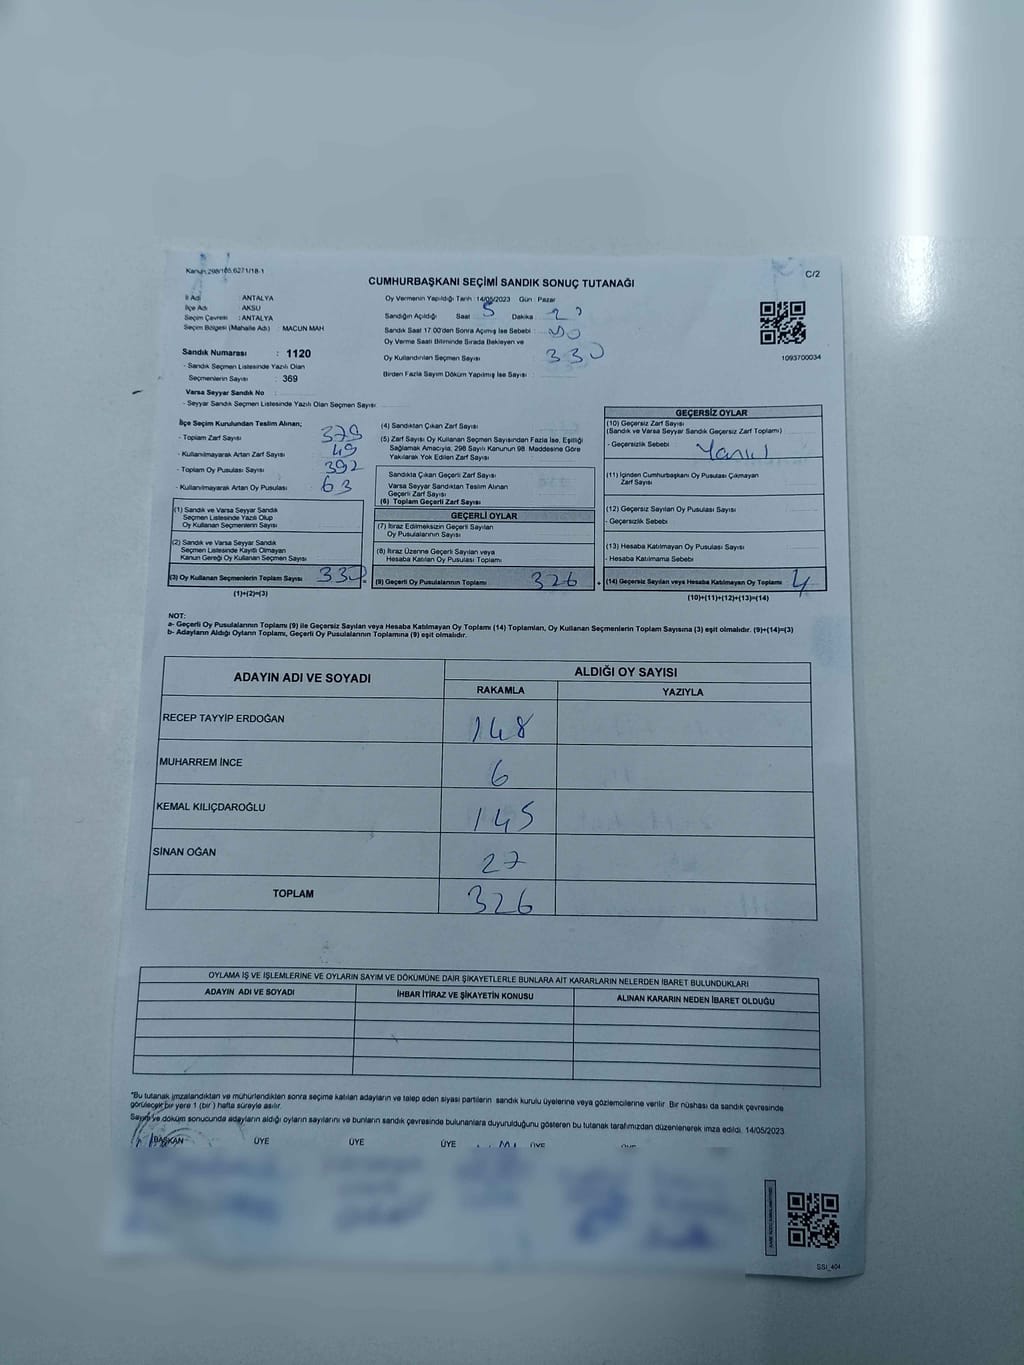 Kanun 298/105,6271/18-1
C/2
CUMHURBAŞKANI SEÇİMİ SANDIK SONUÇ TUTANAĞI
İl Adı ANTALYA
İlçe Adı AKSU
Seçim Çevresi : ANTALYA
Seçim Bölgesi (Mahalle Adı) MACUN MAH
Sandık Numarası : 1120
- Sandık Seçmen Listesinde Yazılı Olan
Seçmenlerin Sayısı : 369
Varsa Seyyar Sandık No
- Seyyar Sandık Seçmen Listesinde Yazılı Olan Seçmen Sayısı
Oy Vermenin Yapıldığı Tarih : 14/05/2023 Gün : Pazar
Sandığın Açıldığı Saat 5 Dakika
Sandık Saat 17:00'den Sonra Açılmış İse Sebebi :
Oy Verme Saati Bitiminde Sırada Bekleyen ve
Oy Kullandırılan Seçmen Sayısı 330
Birden Fazla Sayım Döküm Yapılmış İse Sayısı :
1093700034
İlçe Seçim Kurulundan Teslim Alınan;
- Toplam Zarf Sayısı 379
- Kullanılmayarak Artan Zarf Sayısı 49
- Toplam Oy Pusulası Sayısı 392
- Kullanılmayarak Artan Oy Pusulası 63
(1) Sandık ve Varsa Seyyar Sandık
Seçmen Listesinde Yazılı Olup
Oy Kullanan Seçmenlerin Sayısı
(2) Sandık ve Varsa Seyyar Sandık
Seçmen Listesinde Kayıtlı Olmayan
Kanun Gereği Oy Kullanan Seçmen Sayısı
(3) Oy Kullanan Seçmenlerin Toplam Sayısı 330
(1)+(2)=(3)
(4) Sandıktan Çıkan Zarf Sayısı
(5) Zarf Sayısı Oy Kullanan Seçmen Sayısından Fazla İse, Eşitliği
Sağlamak Amacıyla, 298 Sayılı Kanunun 98. Maddesine Göre
Yakılarak Yok Edilen Zarf Sayısı
Sandıkta Çıkan Geçerli Zarf Sayısı
Varsa Seyyar Sandıktan Teslim Alınan
Geçerli Zarf Sayısı
(6) Toplam Geçerli Zarf Sayısı
GEÇERLİ OYLAR
(7) İtiraz Edilmeksizin Geçerli Sayılan
Oy Pusulalarının Sayısı
(8) İtiraz Üzerine Geçerli Sayılan veya
Hesaba Katılan Oy Pusulası Toplamı
(9) Geçerli Oy Pusulalarının Toplamı 326
GEÇERSİZ OYLAR
(10) Geçersiz Zarf Sayısı
(Sandık ve Varsa Seyyar Sandık Geçersiz Zarf Toplamı)
- Geçersizlik Sebebi
(11) İçinden Cumhurbaşkanı Oy Pusulası Çıkmayan
Zarf Sayısı
(12) Geçersiz Sayılan Oy Pusulası Sayısı
- Geçersizlik Sebebi
(13) Hesaba Katılmayan Oy Pusulası Sayısı
- Hesaba Katılmama Sebebi
(14) Geçersiz Sayılan veya Hesaba Katılmayan Oy Toplamı 4
(10)+(11)+(12)+(13)=(14)
NOT:
a- Geçerli Oy Pusulalarının Toplamı (9) ile Geçersiz Sayılan veya Hesaba Katılmayan Oy Toplamı (14) Toplamları, Oy Kullanan Seçmenlerin Toplam Sayısına (3) eşit olmalıdır. (9)+(14)=(3)
b- Adayların Aldığı Oyların Toplamı, Geçerli Oy Pusulalarının Toplamına (9) eşit olmalıdır.
ADAYIN ADI VE SOYADI
ALDIĞI OY SAYISI
RAKAMLA YAZIYLA
RECEP TAYYİP ERDOĞAN 148
MUHARREM İNCE 6
KEMAL KILIÇDAROĞLU 145
SİNAN OĞAN 27
TOPLAM 326
OYLAMA İŞ VE İŞLEMLERİNE VE OYLARIN SAYIM VE DÖKÜMÜNE DAİR ŞİKAYETLERLE BUNLARA AİT KARARLARIN NELERDEN İBARET BULUNDUKLARI
ADAYIN ADI VE SOYADI İHBAR İTİRAZ VE ŞİKAYETİN KONUSU ALINAN KARARIN NEDEN İBARET OLDUĞU
*Bu tutanak imzalandıktan ve mühürlendikten sonra seçime katılan adayların ve talep eden siyasi partilerin sandık kurulu üyelerine veya gözlemcilerine verilir. Bir nüshası da sandık çevresinde
görülecek bir yere 1 (bir) hafta süreyle asılır.
Sayım ve döküm sonucunda adayların aldığı oyların sayılarını ve bunların sandık çevresinde bulunanlara duyurulduğunu gösteren bu tutanak tarafımızdan düzenlenerek imza edildi. 14/05/2023
BAŞKAN ÜYE ÜYE ÜYE ÜYE
SSI_404